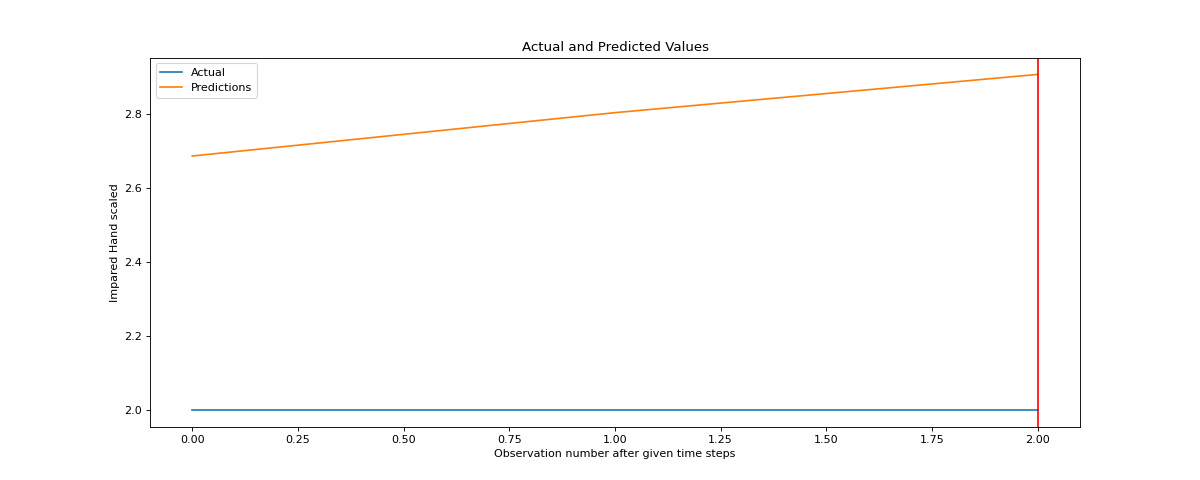 Actual and Predicted Values
Actual
Predictions
2.8
2.6
2.4
2.2
2.0
Impared Hand scaled
0.00 0.25 0.50 0.75 1.00 1.25 1.50 1.75 2.00
Observation number after given time steps